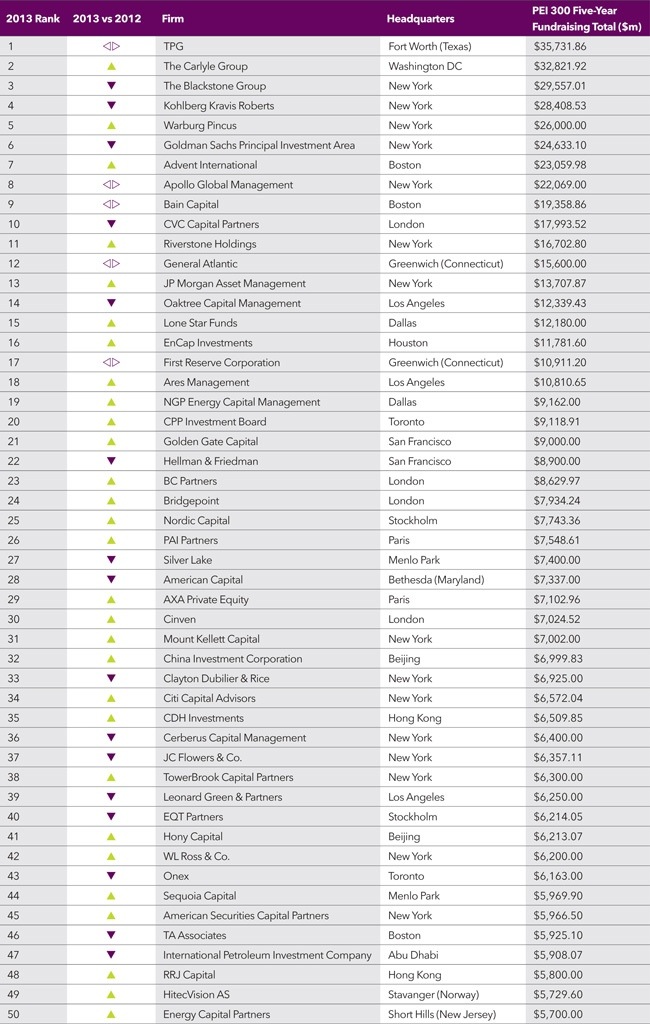 2013 Rank 2013 vs 2012 Firm Headquarters PEI 300 Five-Year Fundraising Total ($m)
1 ◁▷ TPG Fort Worth (Texas) $35,731.86
2 ▲ The Carlyle Group Washington DC $32,821.92
3 ▼ The Blackstone Group New York $29,557.01
4 ▼ Kohlberg Kravis Roberts New York $28,408.53
5 ▲ Warburg Pincus New York $26,000.00
6 ▼ Goldman Sachs Principal Investment Area New York $24,633.10
7 ▲ Advent International Boston $23,059.98
8 ◁▷ Apollo Global Management New York $22,069.00
9 ◁▷ Bain Capital Boston $19,358.86
10 ▼ CVC Capital Partners London $17,993.52
11 ▲ Riverstone Holdings New York $16,702.80
12 ◁▷ General Atlantic Greenwich (Connecticut) $15,600.00
13 ▲ JP Morgan Asset Management New York $13,707.87
14 ▼ Oaktree Capital Management Los Angeles $12,339.43
15 ▲ Lone Star Funds Dallas $12,180.00
16 ▲ EnCap Investments Houston $11,781.60
17 ◁▷ First Reserve Corporation Greenwich (Connecticut) $10,911.20
18 ▲ Ares Management Los Angeles $10,810.65
19 ▲ NGP Energy Capital Management Dallas $9,162.00
20 ▲ CPP Investment Board Toronto $9,118.91
21 ▲ Golden Gate Capital San Francisco $9,000.00
22 ▼ Hellman & Friedman San Francisco $8,900.00
23 ▲ BC Partners London $8,629.97
24 ▲ Bridgepoint London $7,934.24
25 ▲ Nordic Capital Stockholm $7,743.36
26 ▲ PAI Partners Paris $7,548.61
27 ▼ Silver Lake Menlo Park $7,400.00
28 ▼ American Capital Bethesda (Maryland) $7,337.00
29 ▲ AXA Private Equity Paris $7,102.96
30 ▲ Cinven London $7,024.52
31 ▲ Mount Kellett Capital New York $7,002.00
32 ▲ China Investment Corporation Beijing $6,999.83
33 ▼ Clayton Dubilier & Rice New York $6,925.00
34 ▲ Citi Capital Advisors New York $6,572.04
35 ▲ CDH Investments Hong Kong $6,509.85
36 ▼ Cerberus Capital Management New York $6,400.00
37 ▼ JC Flowers & Co. New York $6,357.11
38 ▲ TowerBrook Capital Partners New York $6,300.00
39 ▼ Leonard Green & Partners Los Angeles $6,250.00
40 ▼ EQT Partners Stockholm $6,214.05
41 ▲ Hony Capital Beijing $6,213.07
42 ▲ WL Ross & Co. New York $6,200.00
43 ▼ Onex Toronto $6,163.00
44 ▲ Sequoia Capital Menlo Park $5,969.90
45 ▲ American Securities Capital Partners New York $5,966.50
46 ▼ TA Associates Boston $5,925.10
47 ▼ International Petroleum Investment Company Abu Dhabi $5,908.07
48 ▲ RRJ Capital Hong Kong $5,800.00
49 ▲ HitecVision AS Stavanger (Norway) $5,729.60
50 ▲ Energy Capital Partners Short Hills (New Jersey) $5,700.00